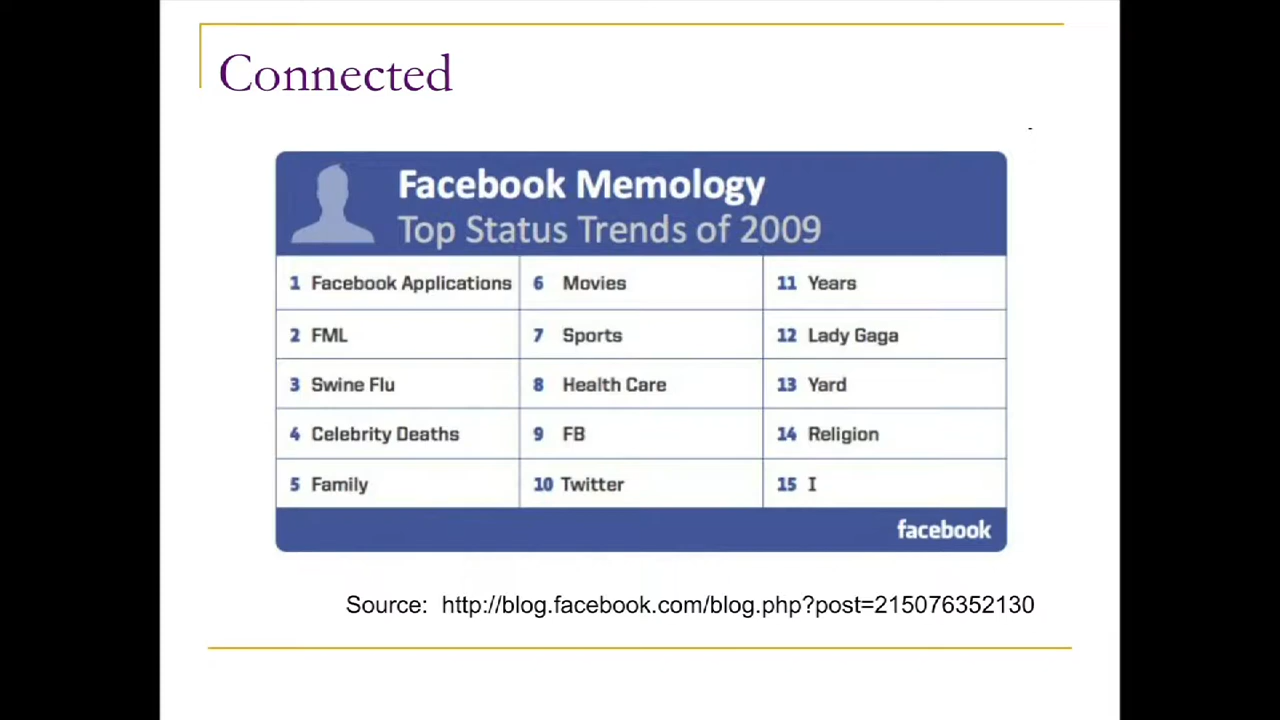 Connected
Facebook Memology
Top Status Trends of 2009
1 Facebook Applications
2 FML
3 Swine Flu
4 Celebrity Deaths
5 Family
6 Movies
7 Sports
8 Health Care
9 FB
10 Twitter
11 Years
12 Lady Gaga
13 Yard
14 Religion
15 I
facebook
Source: http://blog.facebook.com/blog.php?post=215076352130